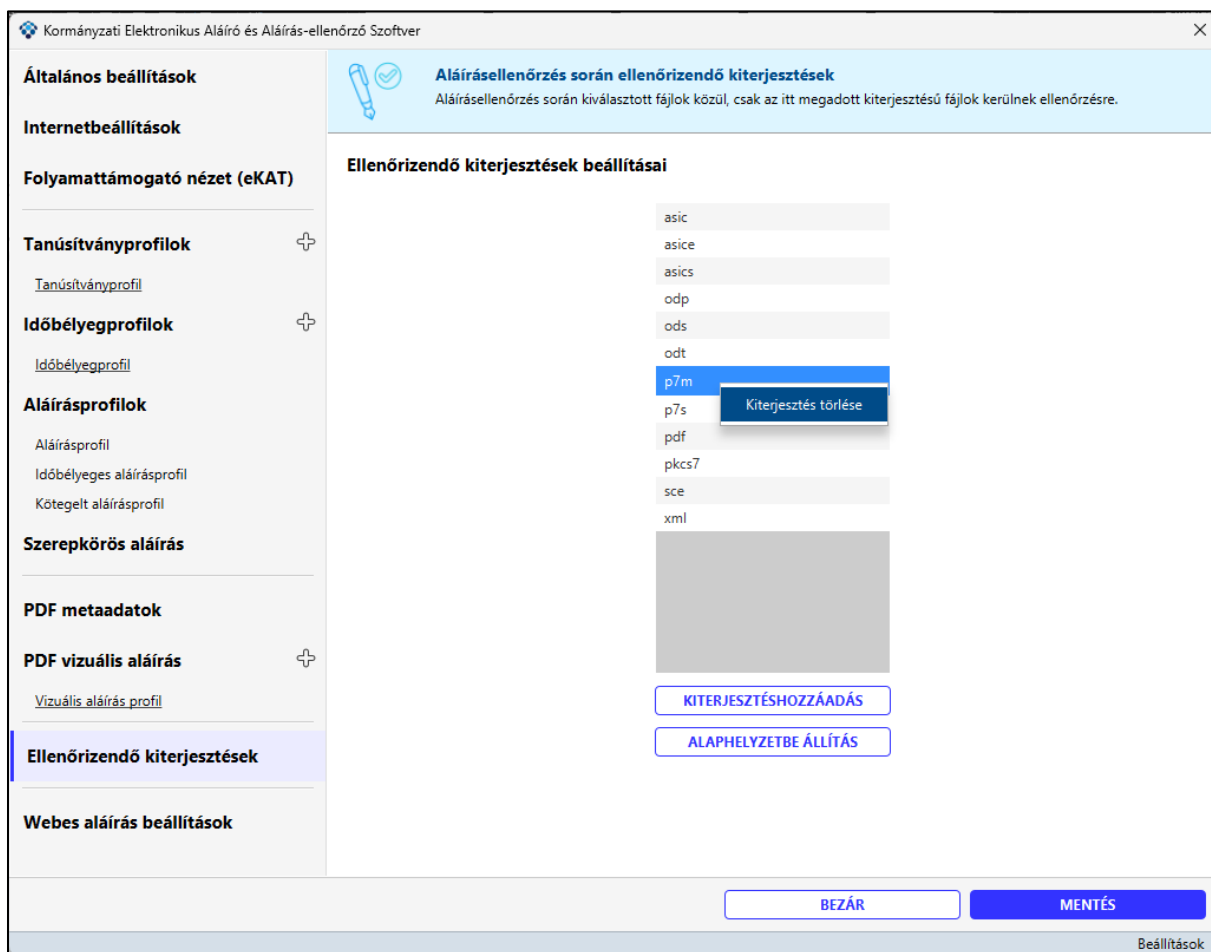 Kormányzati Elektronikus Aláíró és Aláírás-ellenőrző Szoftver
Általános beállítások
Internetbeállítások
Folyamattámogató nézet (eKAT)
Tanúsítványprofilok
Tanúsítványprofil
Időbélyegprofilok
Időbélyegprofil
Aláírásprofilok
Aláírásprofil
Időbélyeges aláírásprofil
Kötegelt aláírásprofil
Szerepkörös aláírás
PDF metaadatok
PDF vizuális aláírás
Vizuális aláírás profil
Ellenőrizendő kiterjesztések
Webes aláírás beállítások
Aláírásellenőrzés során ellenőrizendő kiterjesztések
Aláírásellenőrzés során kiválasztott fájlok közül, csak az itt megadott kiterjesztésű fájlok kerülnek ellenőrzésre.
Ellenőrizendő kiterjesztések beállításai
asic
asice
asics
odp
ods
odt
p7m
Kiterjesztés törlése
p7s
pdf
pkcs7
sce
xml
KITERJESZTÉSHOZZÁADÁS
ALAPHELYZETBE ÁLLÍTÁS
BEZÁR
MENTÉS
Beállítások